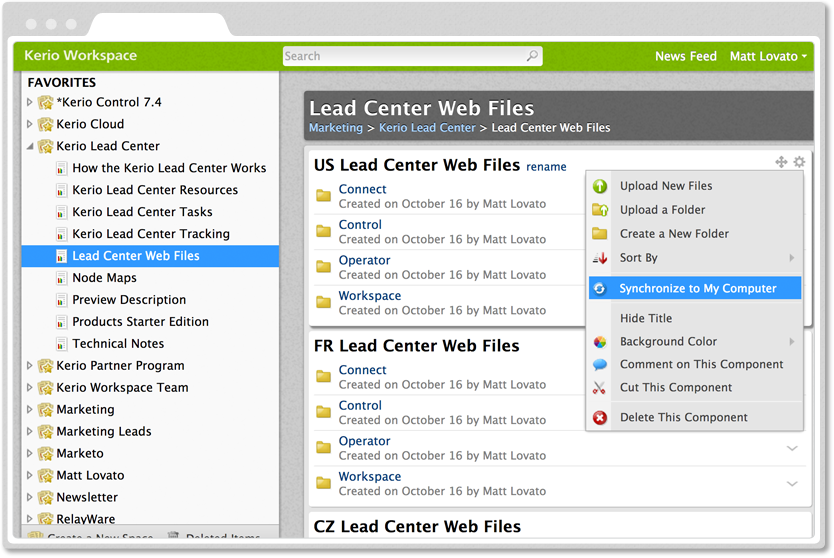 Kerio Workspace
Search
News Feed
Matt Lovato
FAVORITES
*Kerio Control 7.4
Kerio Cloud
Kerio Lead Center
How the Kerio Lead Center Works
Kerio Lead Center Resources
Kerio Lead Center Tasks
Kerio Lead Center Tracking
Lead Center Web Files
Node Maps
Preview Description
Products Starter Edition
Technical Notes
Kerio Partner Program
Kerio Workspace Team
Marketing
Marketing Leads
Marketo
Matt Lovato
Newsletter
RelayWare
Create a New Space
Deleted Items
Lead Center Web Files
Marketing > Kerio Lead Center > Lead Center Web Files
US Lead Center Web Files rename
Connect
Created on October 16 by Matt Lovato
Control
Created on October 16 by Matt Lovato
Operator
Created on October 16 by Matt Lovato
Workspace
Created on October 16 by Matt Lovato
Upload New Files
Upload a Folder
Create a New Folder
Sort By
Synchronize to My Computer
Hide Title
Background Color
Comment on This Component
Cut This Component
Delete This Component
FR Lead Center Web Files
Connect
Created on October 16 by Matt Lovato
Control
Created on October 16 by Matt Lovato
Operator
Created on October 16 by Matt Lovato
Workspace
Created on October 16 by Matt Lovato
CZ Lead Center Web Files